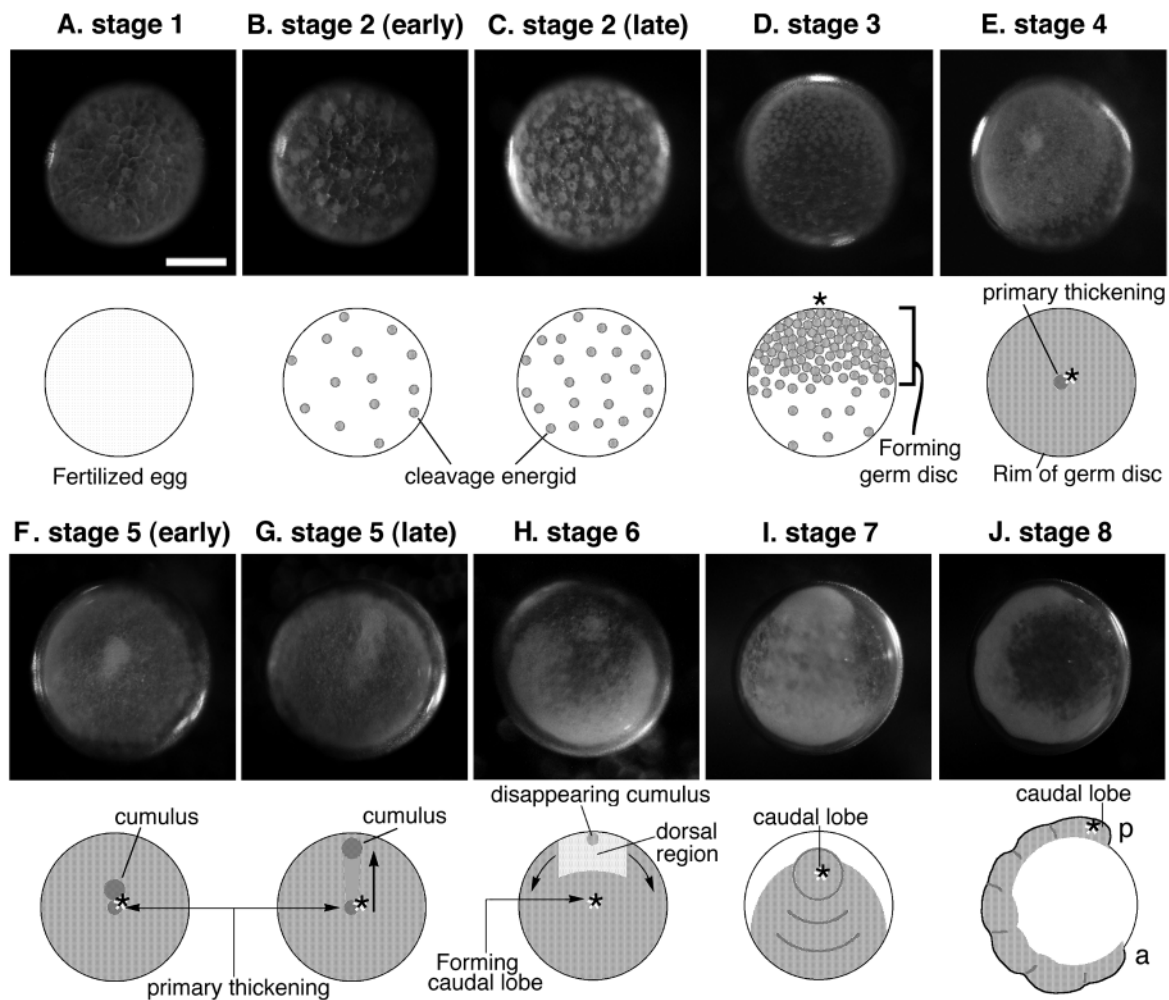 A. stage 1
B. stage 2 (early)
C. stage 2 (late)
D. stage 3
E. stage 4
*
primary thickening
*
Fertilized egg
cleavage energid
Forming
germ disc
Rim of germ disc
F. stage 5 (early)
G. stage 5 (late)
H. stage 6
I. stage 7
J. stage 8
cumulus
*
cumulus
*
primary thickening
disappearing cumulus
dorsal
region
*
Forming
caudal lobe
caudal lobe
*
caudal lobe
*
p
a